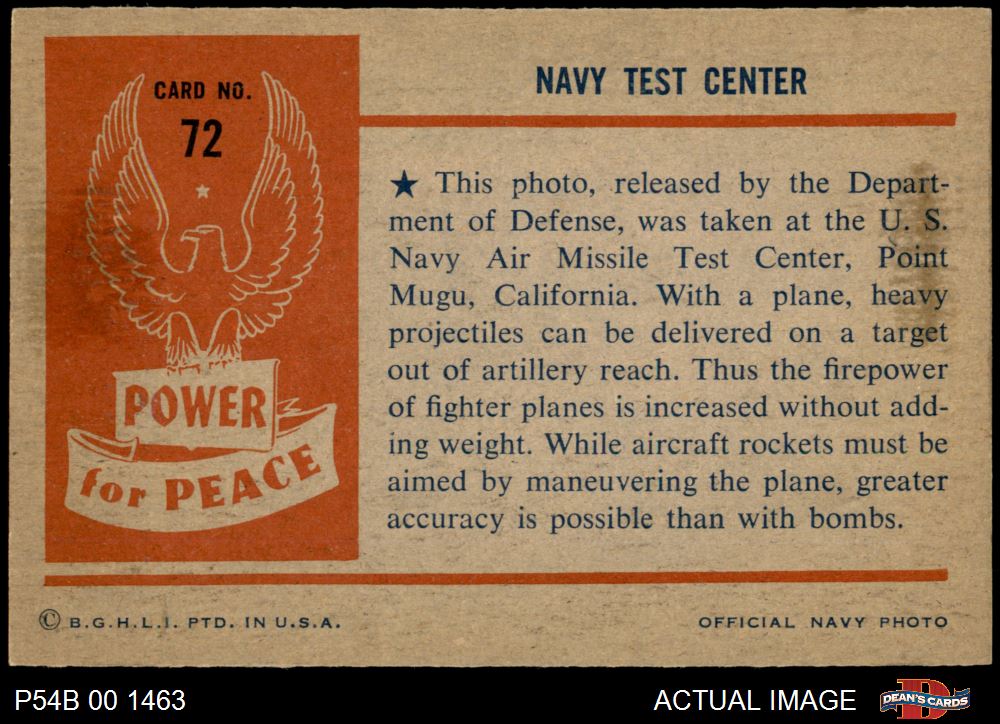 CARD NO.
72
POWER
for PEACE
NAVY TEST CENTER
★ This photo, released by the Depart-
ment of Defense, was taken at the U. S.
Navy Air Missile Test Center, Point
Mugu, California. With a plane, heavy
projectiles can be delivered on a target
out of artillery reach. Thus the firepower
of fighter planes is increased without add-
ing weight. While aircraft rockets must be
aimed by maneuvering the plane, greater
accuracy is possible than with bombs.
© B.G.H.L.I. PTD. IN U.S.A.
OFFICIAL NAVY PHOTO
P54B 00 1463
ACTUAL IMAGE
D
DEAN'S CARDS